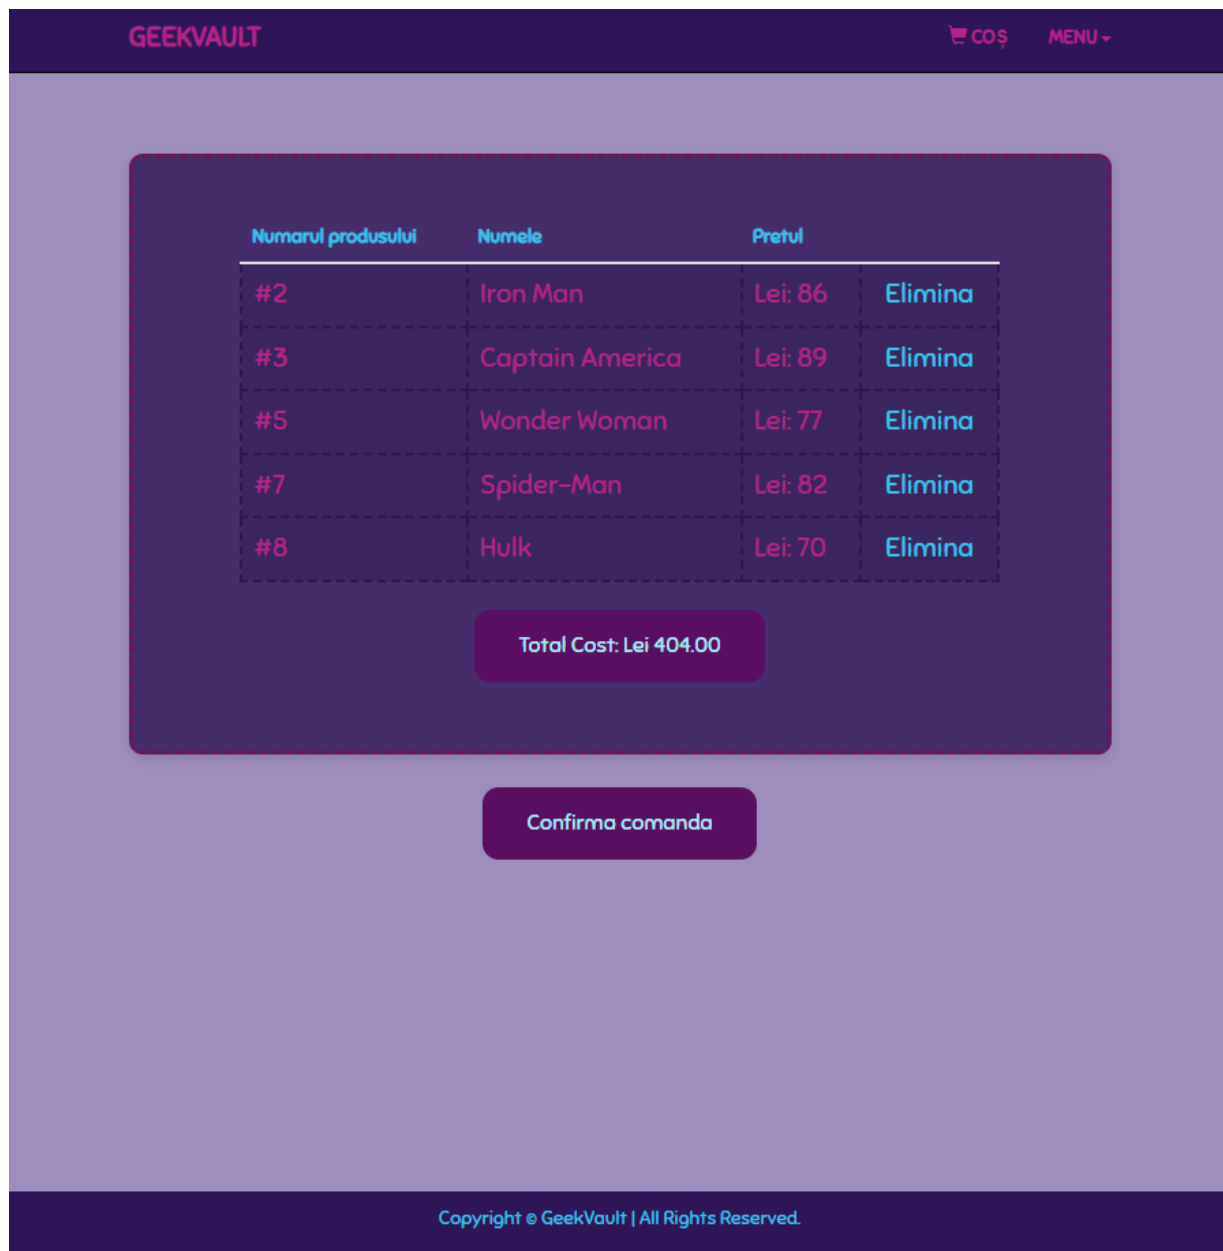 GEEKVAULT COȘ MENU
Numarul produsului Numele Pretul
#2 Iron Man Lei: 86 Elimina
#3 Captain America Lei: 89 Elimina
#5 Wonder Woman Lei: 77 Elimina
#7 Spider-Man Lei: 82 Elimina
#8 Hulk Lei: 70 Elimina
Total Cost: Lei 404.00
Confirma comanda
Copyright © GeekVault | All Rights Reserved.